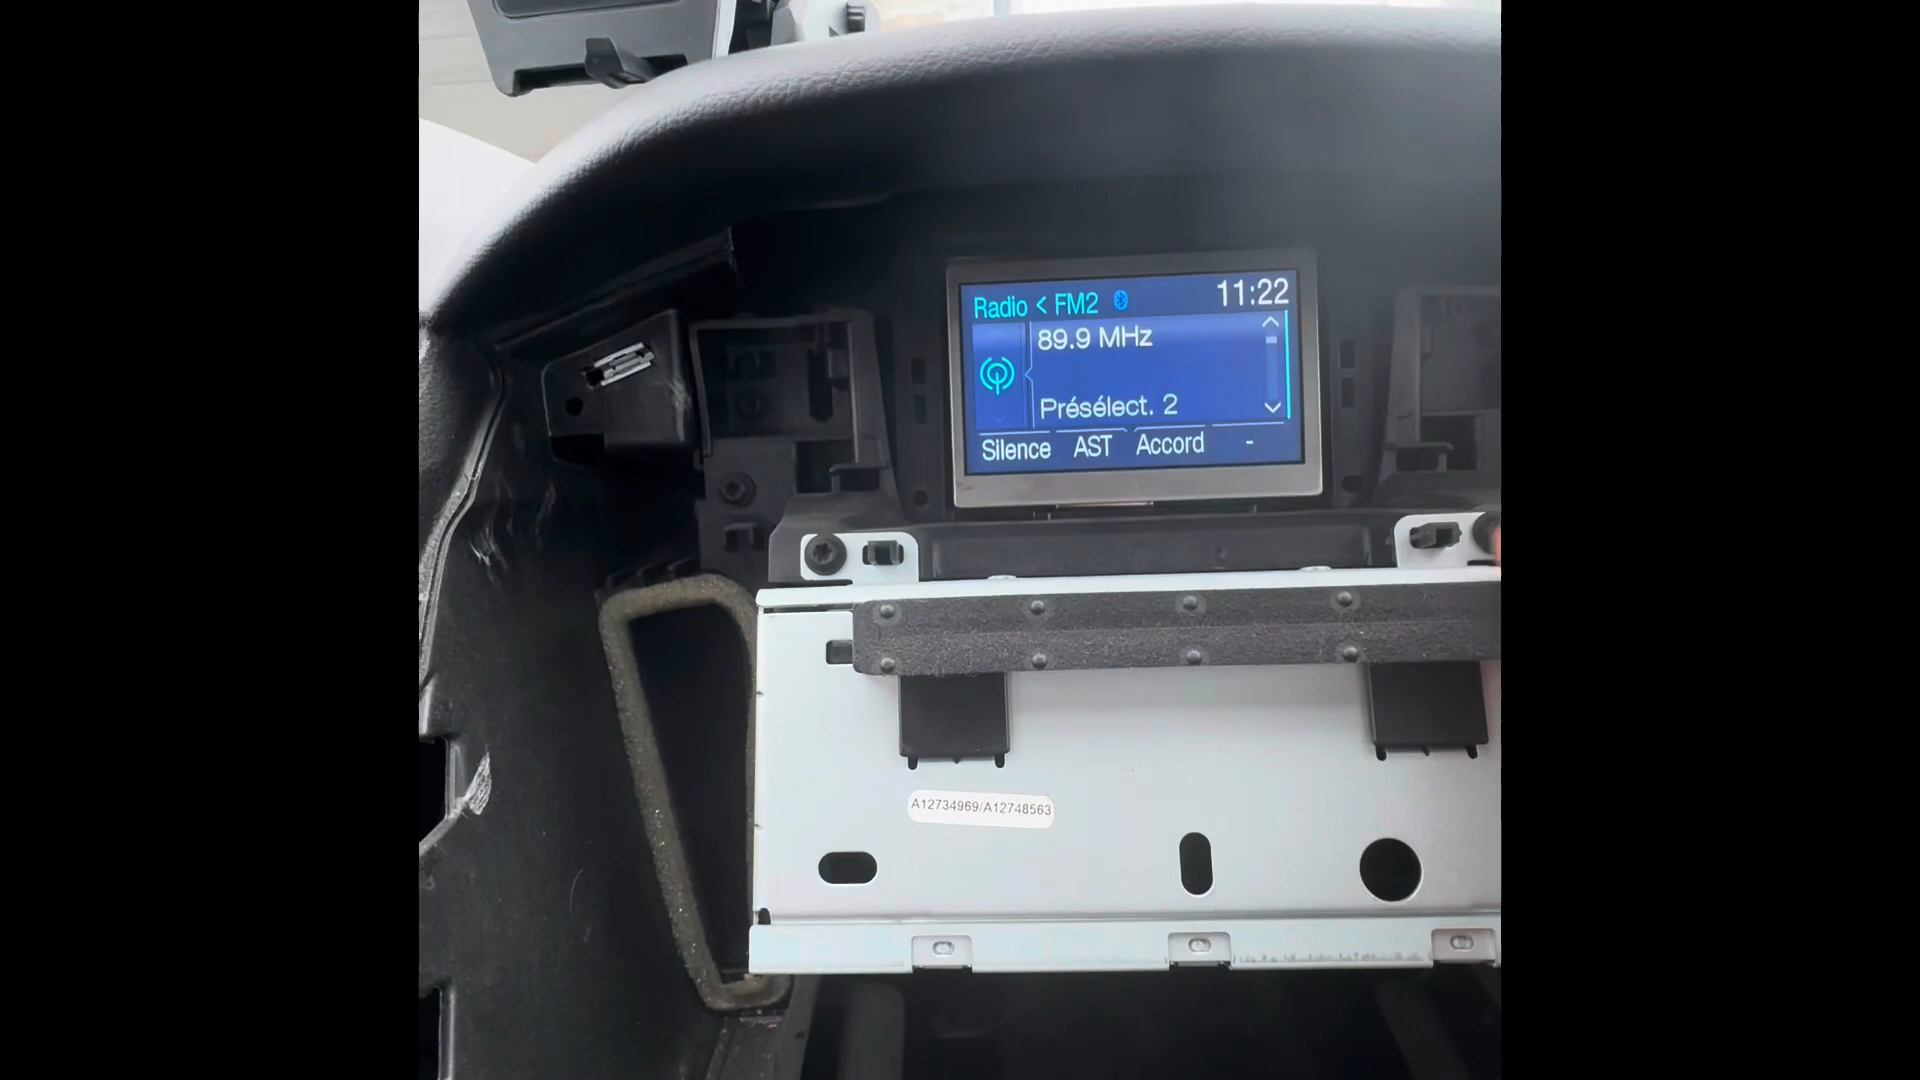 Radio < FM2 11:22
89.9 MHz
Présélect. 2
Silence AST Accord -
A12734969/A12748563